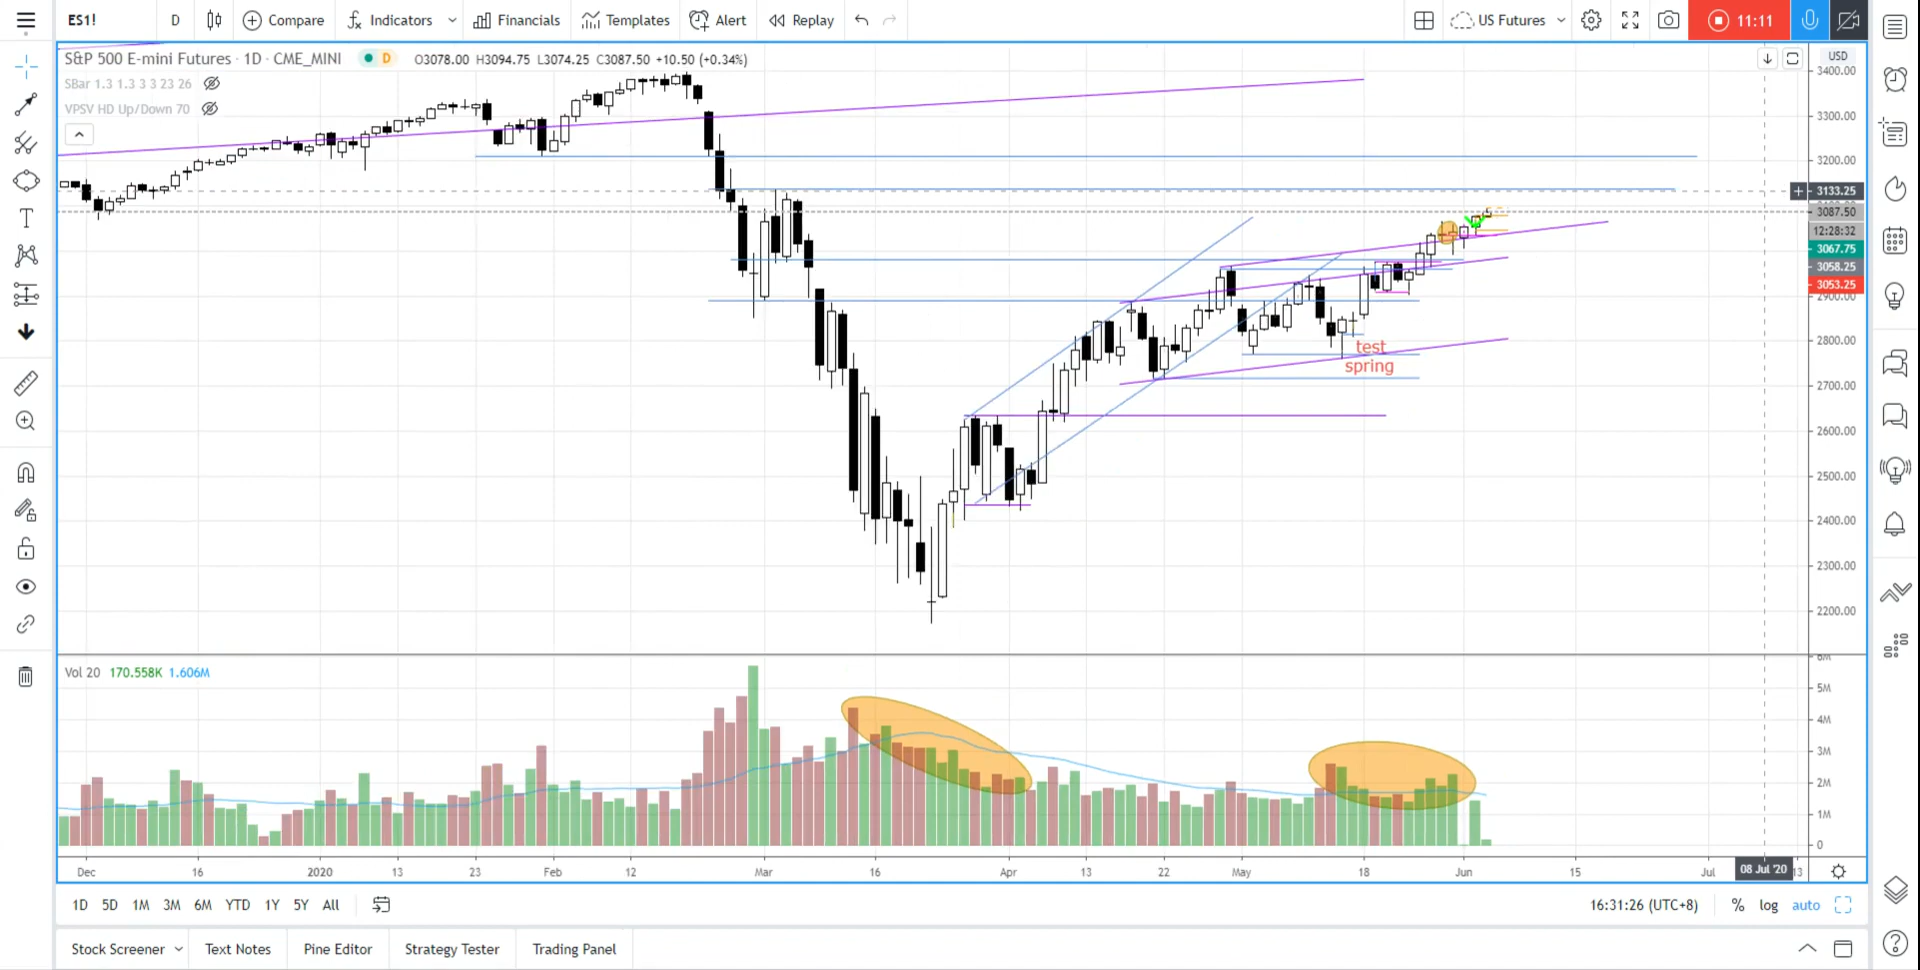 ES1! D Compare Indicators Financials Templates Alert Replay US Futures 11:11
S&P 500 E-mini Futures · 1D · CME_MINI D O3078.00 H3094.75 L3074.25 C3087.50 +10.50 (+0.34%) USD
SBar 1.3 1.3 3 3 23 26
VPSV HD Up/Down 70
3400.00
3300.00
3200.00
3133.25
3087.50
12:28:32
3067.75
3058.25
3053.25
2900.00
2800.00
test
spring
2700.00
2600.00
2500.00
2400.00
2300.00
2200.00
Vol 20 170.558K 1.606M
5M
4M
3M
2M
1M
0
Dec 16 2020 13 23 Feb 12 Mar 16 Apr 13 22 May 18 Jun 15 Jul 08 Jul '20 13
1D 5D 1M 3M 6M YTD 1Y 5Y All 16:31:26 (UTC+8) % log auto
Stock Screener Text Notes Pine Editor Strategy Tester Trading Panel